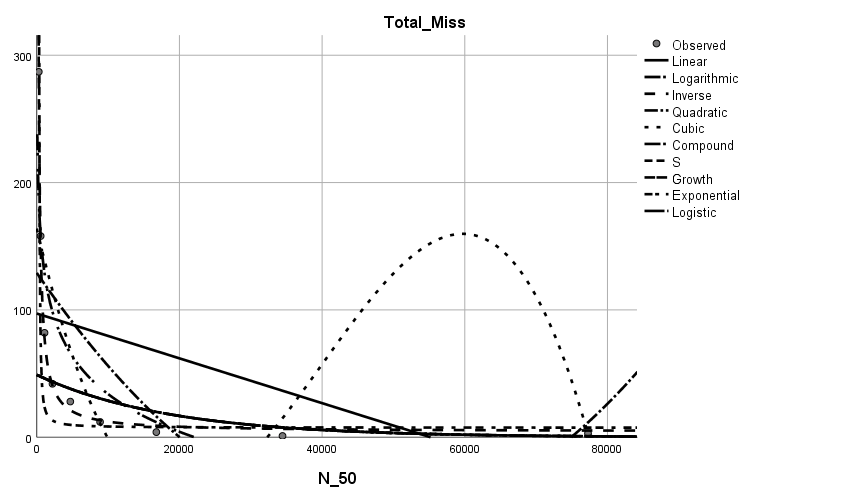 Total_Miss
300
200
100
0
0
20000
40000
60000
80000
N_50
Observed
Linear
Logarithmic
Inverse
Quadratic
Cubic
Compound
S
Growth
Exponential
Logistic